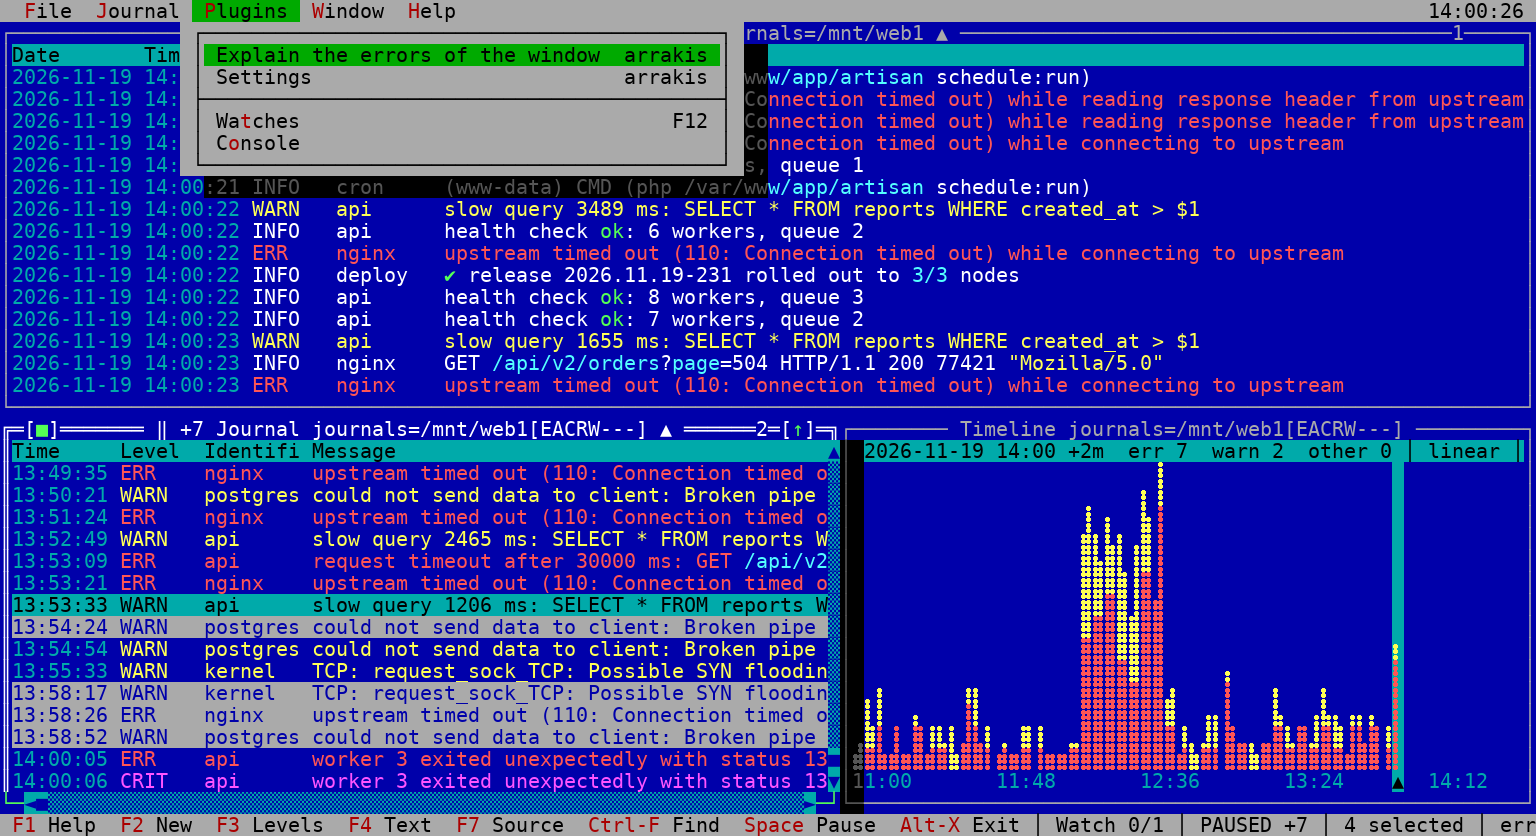 File  Journal  Plugins  Window  Help  14:00:26
rnals=/mnt/web1 ▲ 1
Date  Tim
Explain the errors of the window  arrakis
2026-11-19 14: ww/app/artisan schedule:run)
Settings  arrakis
2026-11-19 14: Connection timed out) while reading response header from upstream
2026-11-19 14: Connection timed out) while reading response header from upstream
Watches  F12
2026-11-19 14: Connection timed out) while connecting to upstream
Console
2026-11-19 14: s, queue 1
2026-11-19 14:00:21 INFO   cron     (www-data) CMD (php /var/www/app/artisan schedule:run)
2026-11-19 14:00:22 WARN   api      slow query 3489 ms: SELECT * FROM reports WHERE created_at > $1
2026-11-19 14:00:22 INFO   api      health check ok: 6 workers, queue 2
2026-11-19 14:00:22 ERR    nginx    upstream timed out (110: Connection timed out) while connecting to upstream
2026-11-19 14:00:22 INFO   deploy   ✔ release 2026.11.19-231 rolled out to 3/3 nodes
2026-11-19 14:00:22 INFO   api      health check ok: 8 workers, queue 3
2026-11-19 14:00:22 INFO   api      health check ok: 7 workers, queue 2
2026-11-19 14:00:23 WARN   api      slow query 1655 ms: SELECT * FROM reports WHERE created_at > $1
2026-11-19 14:00:23 INFO   nginx    GET /api/v2/orders?page=504 HTTP/1.1 200 77421 "Mozilla/5.0"
2026-11-19 14:00:23 ERR    nginx    upstream timed out (110: Connection timed out) while connecting to upstream
[■] ‖ +7 Journal journals=/mnt/web1[EACRW---] ▲ 2=[↑]
Time     Level  Identifi Message
13:49:35 ERR    nginx    upstream timed out (110: Connection timed o
13:50:21 WARN   postgres could not send data to client: Broken pipe
13:51:24 ERR    nginx    upstream timed out (110: Connection timed o
13:52:49 WARN   api      slow query 2465 ms: SELECT * FROM reports W
13:53:09 ERR    api      request timeout after 30000 ms: GET /api/v2
13:53:21 ERR    nginx    upstream timed out (110: Connection timed o
13:53:33 WARN   api      slow query 1206 ms: SELECT * FROM reports W
13:54:24 WARN   postgres could not send data to client: Broken pipe
13:54:54 WARN   postgres could not send data to client: Broken pipe
13:55:33 WARN   kernel   TCP: request_sock_TCP: Possible SYN floodin
13:58:17 WARN   kernel   TCP: request_sock_TCP: Possible SYN floodin
13:58:26 ERR    nginx    upstream timed out (110: Connection timed o
13:58:52 WARN   postgres could not send data to client: Broken pipe
14:00:05 ERR    api      worker 3 exited unexpectedly with status 13
14:00:06 CRIT   api      worker 3 exited unexpectedly with status 13
Timeline journals=/mnt/web1[EACRW---]
2026-11-19 14:00 +2m  err 7  warn 2  other 0 │ linear │
11:00  11:48  12:36  13:24  14:12
F1 Help  F2 New  F3 Levels  F4 Text  F7 Source  Ctrl-F Find  Space Pause  Alt-X Exit │ Watch 0/1 │ PAUSED +7 │ 4 selected │ err